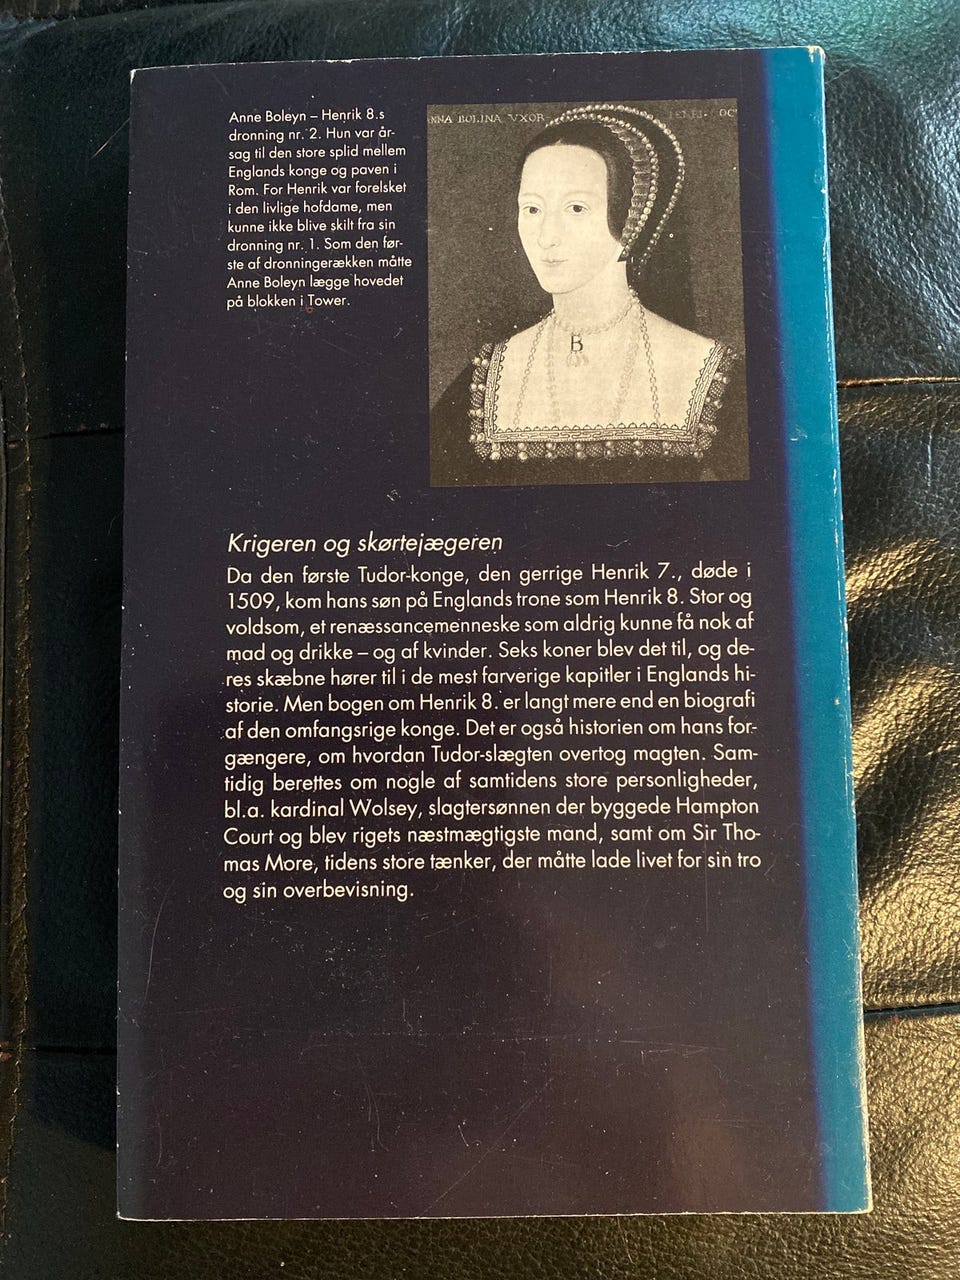 Anne Boleyn – Henrik 8.s
dronning nr. 2. Hun var år-
sag til den store splid mellem
Englands konge og paven i
Rom. For Henrik var forelsket
i den livlige hofdame, men
kunne ikke blive skilt fra sin
dronning nr. 1. Som den før-
ste af dronningerækken måtte
Anne Boleyn lægge hovedet
på blokken i Tower.
NNA BOLINA VXOR
B
Krigeren og skørtejægeren
Da den første Tudor-konge, den gerrige Henrik 7., døde i
1509, kom hans søn på Englands trone som Henrik 8. Stor og
voldsom, et renæssancemenneske som aldrig kunne få nok af
mad og drikke – og af kvinder. Seks koner blev det til, og de-
res skæbne hører til i de mest farverige kapitler i Englands hi-
storie. Men bogen om Henrik 8. er langt mere end en biografi
af den omfangsrige konge. Det er også historien om hans for-
gængere, om hvordan Tudor-slægten overtog magten. Sam-
tidig berettes om nogle af samtidens store personligheder,
bl.a. kardinal Wolsey, slagtersønnen der byggede Hampton
Court og blev rigets næstmægtigste mand, samt om Sir Tho-
mas More, tidens store tænker, der måtte lade livet for sin tro
og sin overbevisning.